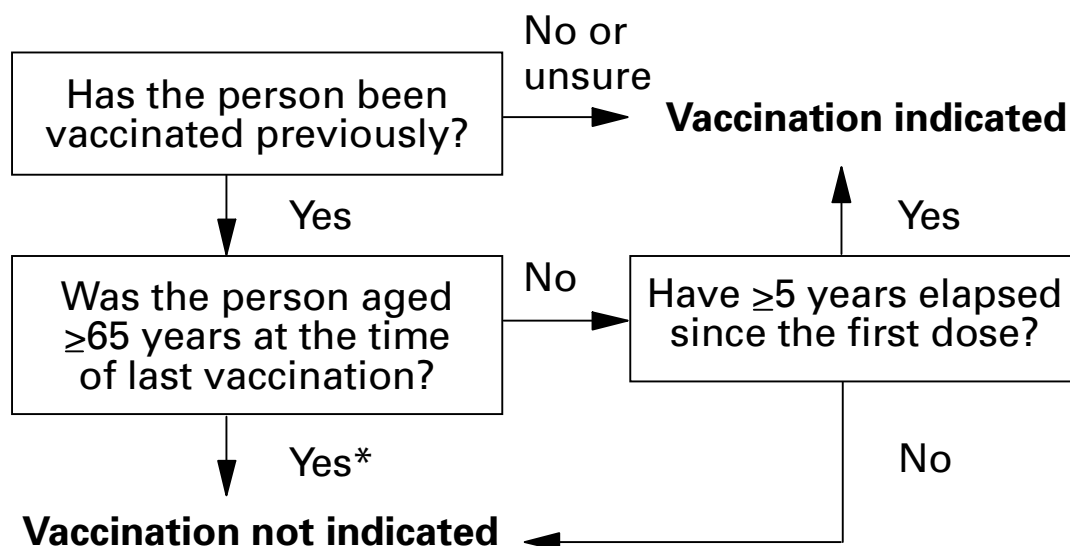 No or
unsure
Has the person been
vaccinated previously?
Vaccination indicated
Yes
Yes
Was the person aged
≥65 years at the time
of last vaccination?
No
Have ≥5 years elapsed
since the first dose?
Yes*
No
Vaccination not indicated